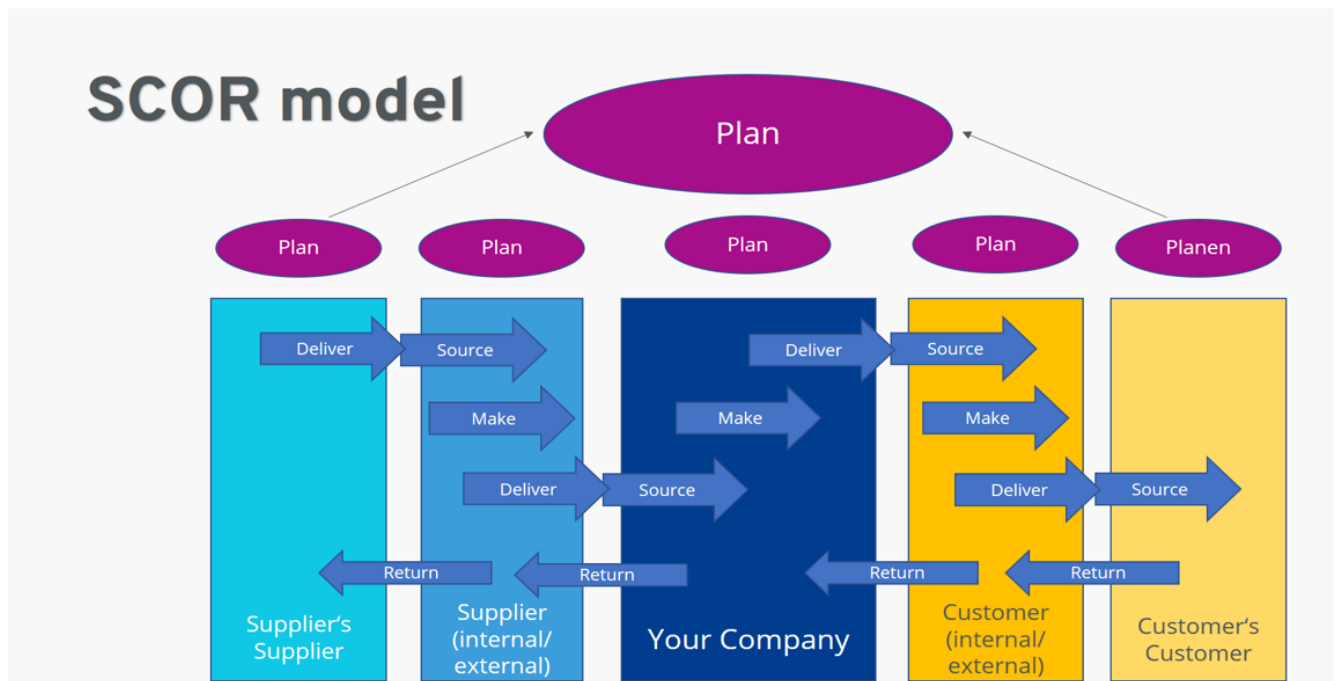 SCOR model
Plan
Plan
Plan
Plan
Plan
Planen
Deliver
Source
Deliver
Source
Make
Make
Make
Deliver
Source
Deliver
Source
Return
Return
Return
Return
Supplier‘s
Supplier
Supplier
(internal/
external)
Your Company
Customer
(internal/
external)
Customer‘s
Customer